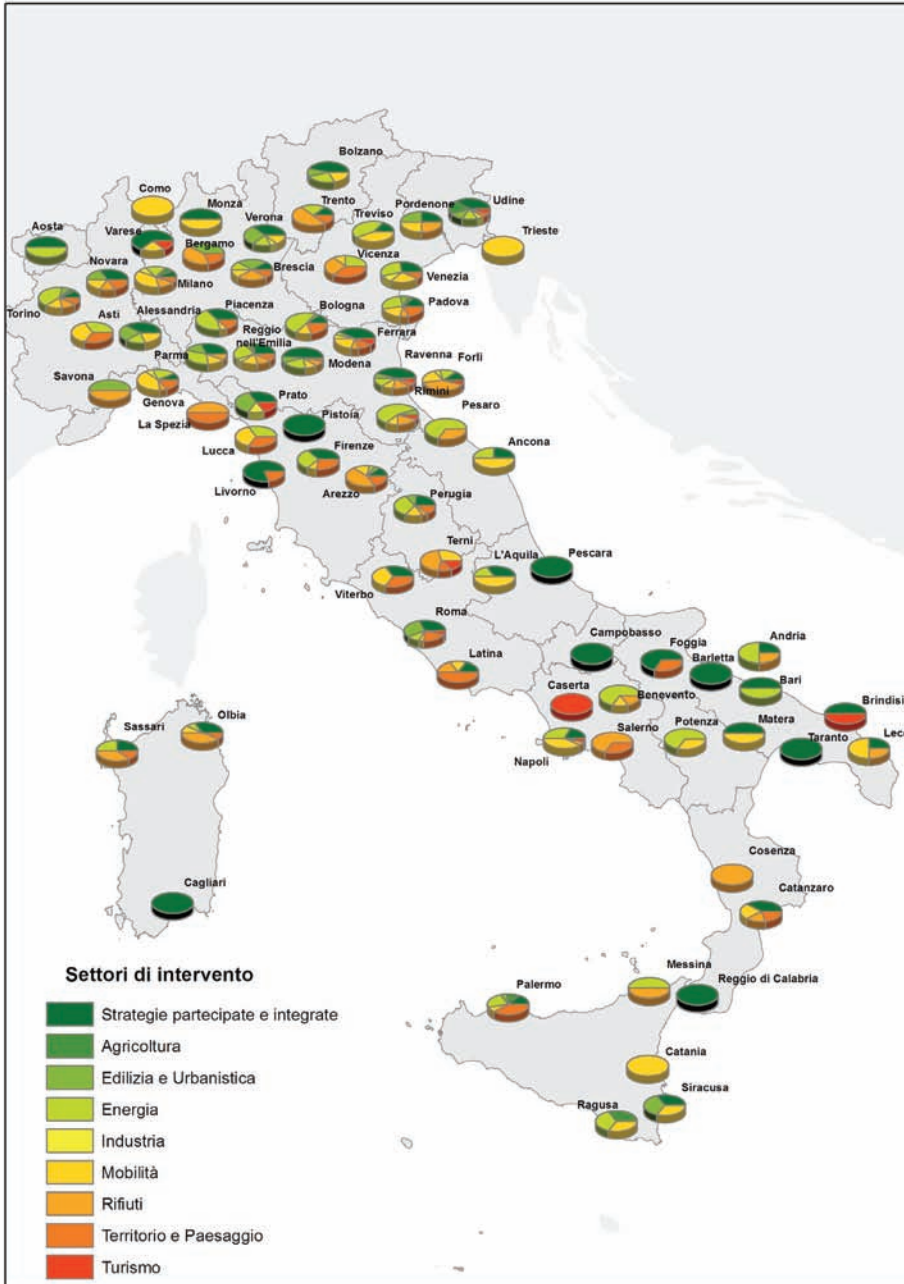 Bolzano
Como
Monza
Trento
Treviso
Pordenone
Udine
Aosta
Varese
Verona
Trieste
Bergamo
Vicenza
Novara
Brescia
Venezia
Milano
Torino
Asti
Alessandria
Piacenza
Bologna
Padova
Parma
Reggio
nell'Emilia
Ferrara
Modena
Ravenna
Forlì
Savona
Genova
La Spezia
Prato
Rimini
Pistoia
Pesaro
Lucca
Firenze
Ancona
Livorno
Arezzo
Perugia
Terni
L'Aquila
Pescara
Viterbo
Roma
Campobasso
Foggia
Andria
Latina
Barletta
Bari
Caserta
Benevento
Brindisi
Sassari
Olbia
Napoli
Salerno
Potenza
Matera
Taranto
Lecc
Cosenza
Cagliari
Catanzaro
Messina
Reggio di Calabria
Palermo
Catania
Siracusa
Ragusa
Settori di intervento
Strategie partecipate e integrate
Agricoltura
Edilizia e Urbanistica
Energia
Industria
Mobilità
Rifiuti
Territorio e Paesaggio
Turismo